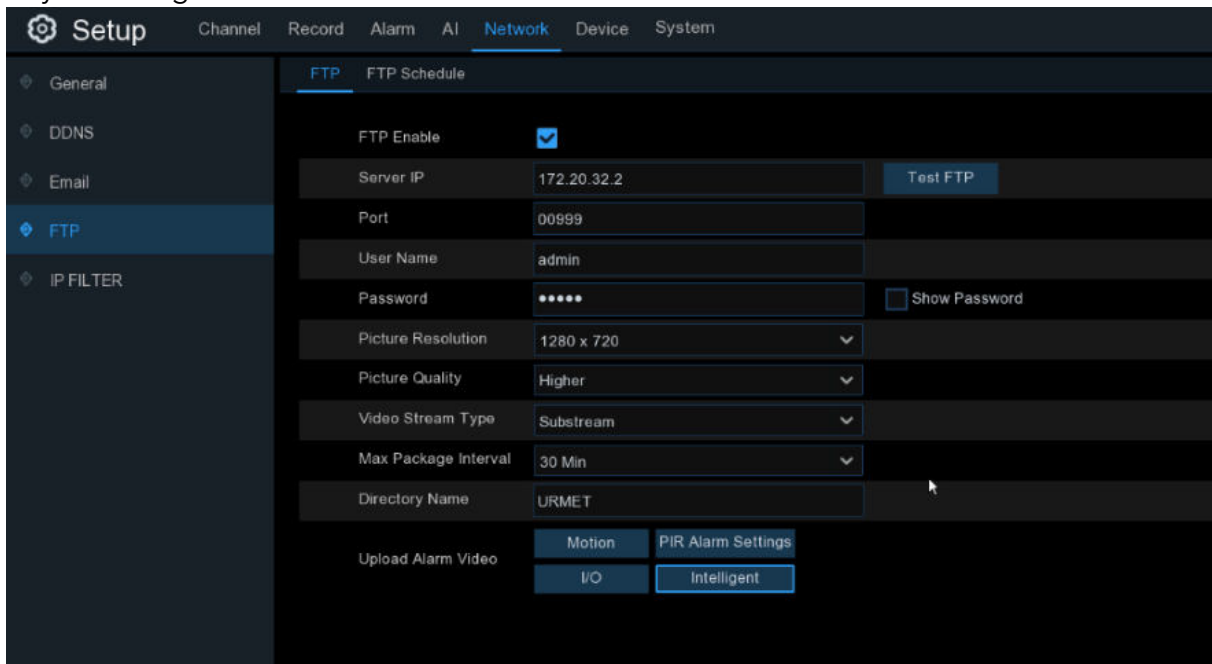 Setup Channel Record Alarm AI Network Device System
FTP FTP Schedule
General
DDNS
Email
FTP
IP FILTER
FTP Enable
Server IP 172.20.32.2 Test FTP
Port 00999
User Name admin
Password ••••• Show Password
Picture Resolution 1280 x 720
Picture Quality Higher
Video Stream Type Substream
Max Package Interval 30 Min
Directory Name URMET
Upload Alarm Video
Motion PIR Alarm Settings
I/O Intelligent